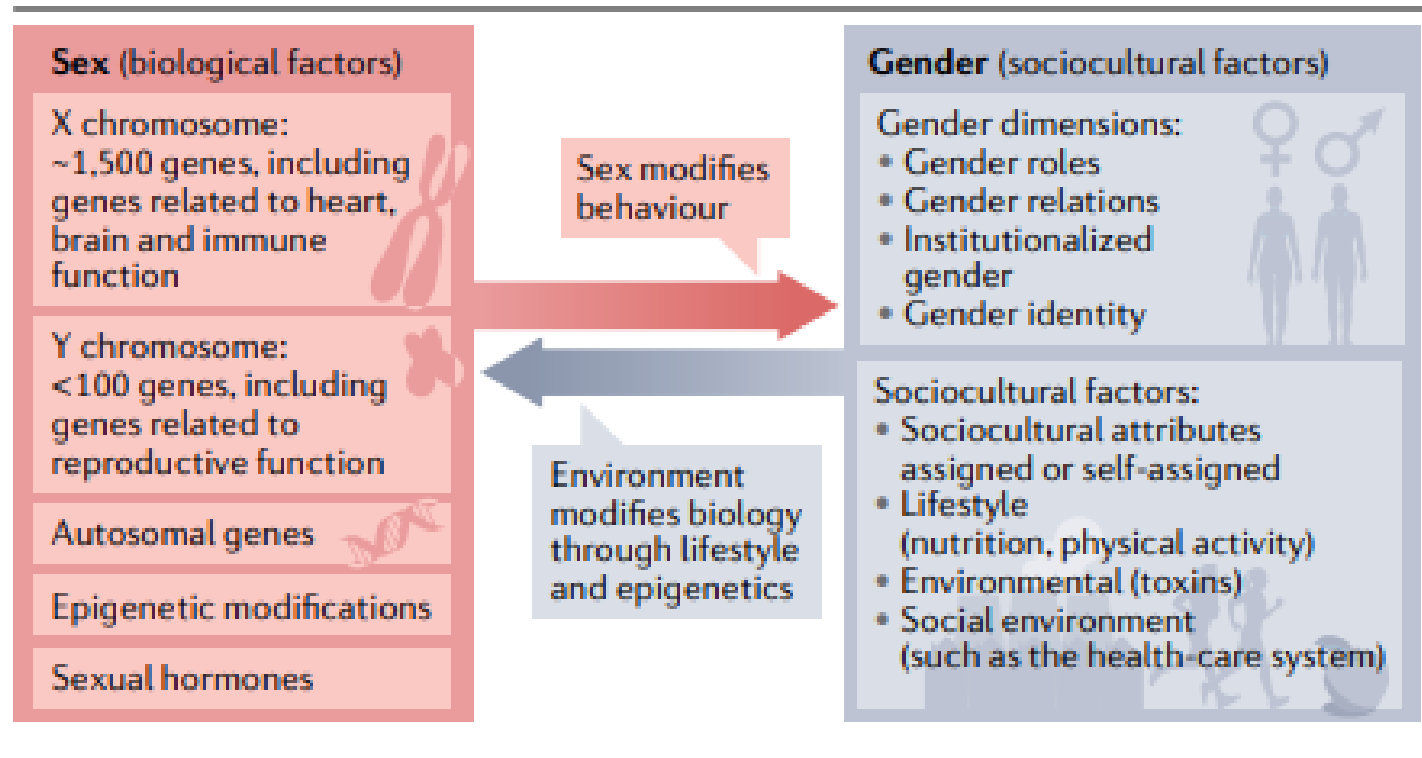 Sex (biological factors)
X chromosome:
~1,500 genes, including
genes related to heart,
brain and immune
function
Y chromosome:
<100 genes, including
genes related to
reproductive function
Autosomal genes
Epigenetic modifications
Sexual hormones
Sex modifies
behaviour
Environment
modifies biology
through lifestyle
and epigenetics
Gender (sociocultural factors)
Gender dimensions:
• Gender roles
• Gender relations
• Institutionalized
gender
• Gender identity
Sociocultural factors:
• Sociocultural attributes
assigned or self-assigned
• Lifestyle
(nutrition, physical activity)
• Environmental (toxins)
• Social environment
(such as the health-care system)